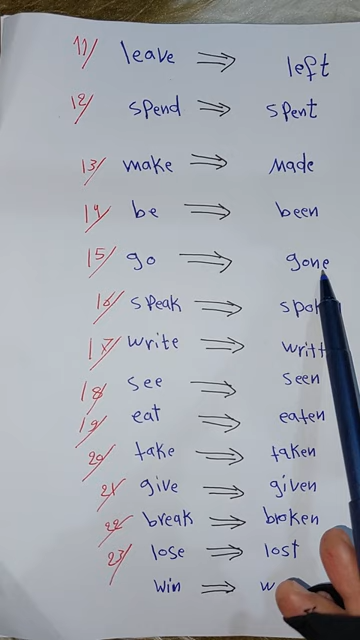 11/ leave ⇒ left
12/ spend ⇒ spent
13/ make ⇒ made
14/ be ⇒ been
15/ go ⇒ gone
16/ speak ⇒
17/ write ⇒
18/ see ⇒ seen
19/ eat ⇒ eaten
20/ take ⇒ taken
21/ give ⇒ given
22/ break ⇒ broken
23/ lose ⇒ lost
win ⇒